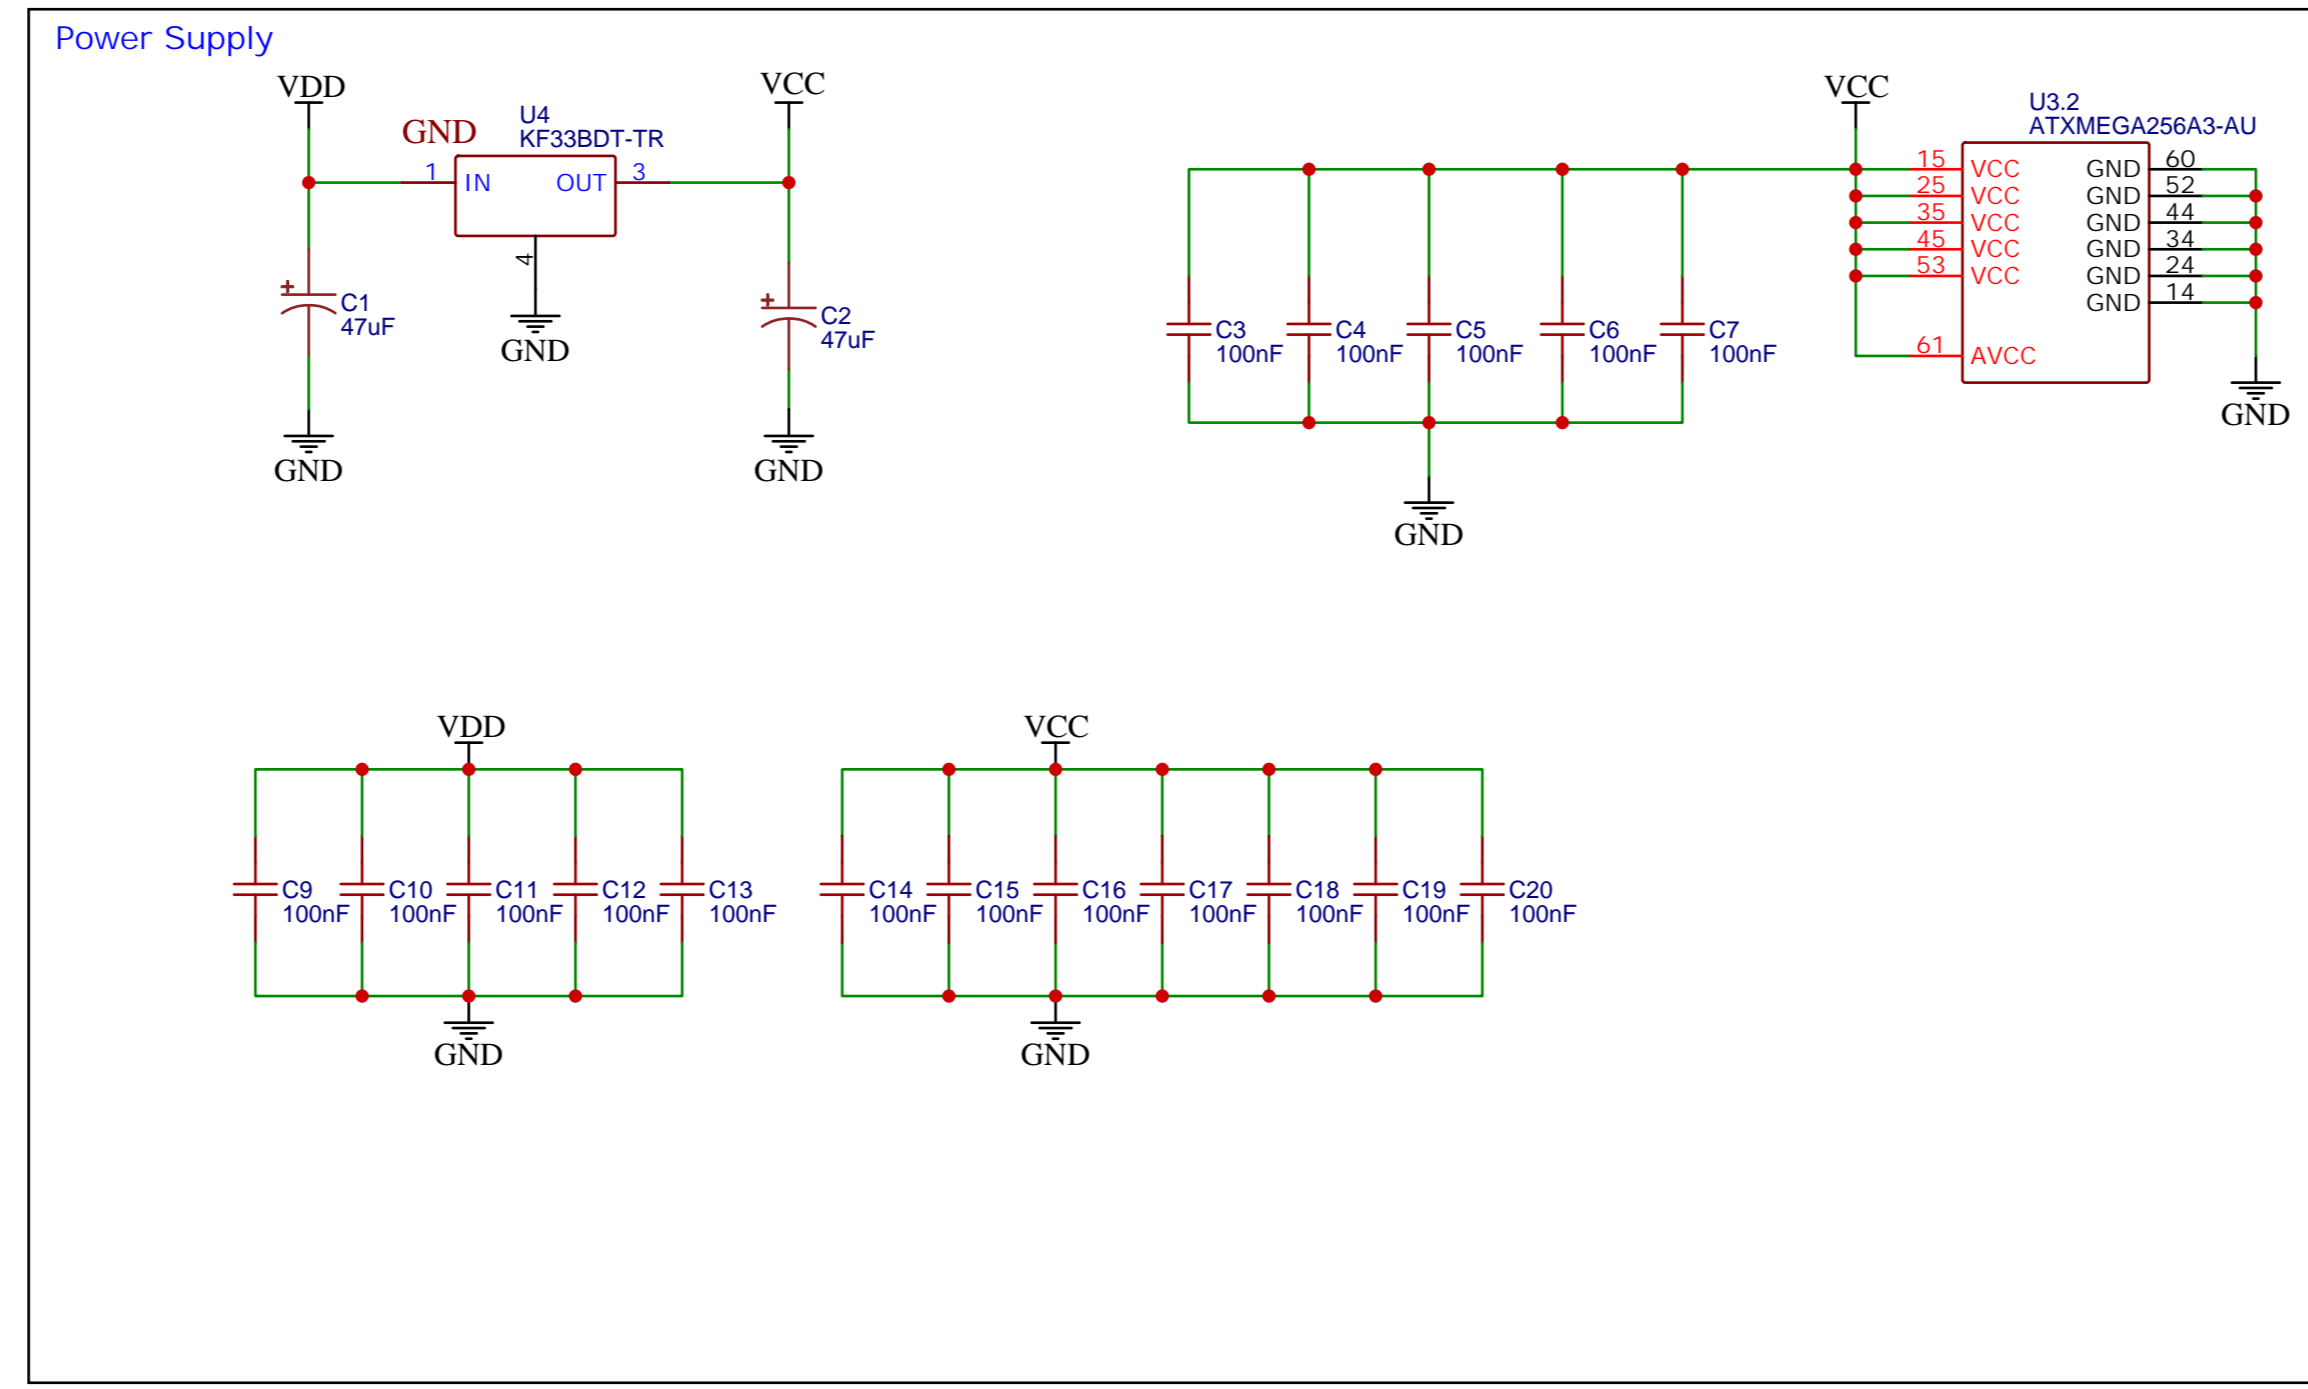 Power Supply
VDD
GND
U4
KF33BDT-TR
VCC
1
IN
OUT
3
4
GND
+
C1
47uF
GND
+
C2
47uF
GND
VCC
U3.2
ATXMEGA256A3-AU
15 VCC GND 60
25 VCC GND 52
35 VCC GND 44
45 VCC GND 34
53 VCC GND 24
GND 14
61 AVCC
GND
C3
100nF
C4
100nF
C5
100nF
C6
100nF
C7
100nF
GND
VDD
C9
100nF
C10
100nF
C11
100nF
C12
100nF
C13
100nF
GND
VCC
C14
100nF
C15
100nF
C16
100nF
C17
100nF
C18
100nF
C19
100nF
C20
100nF
GND